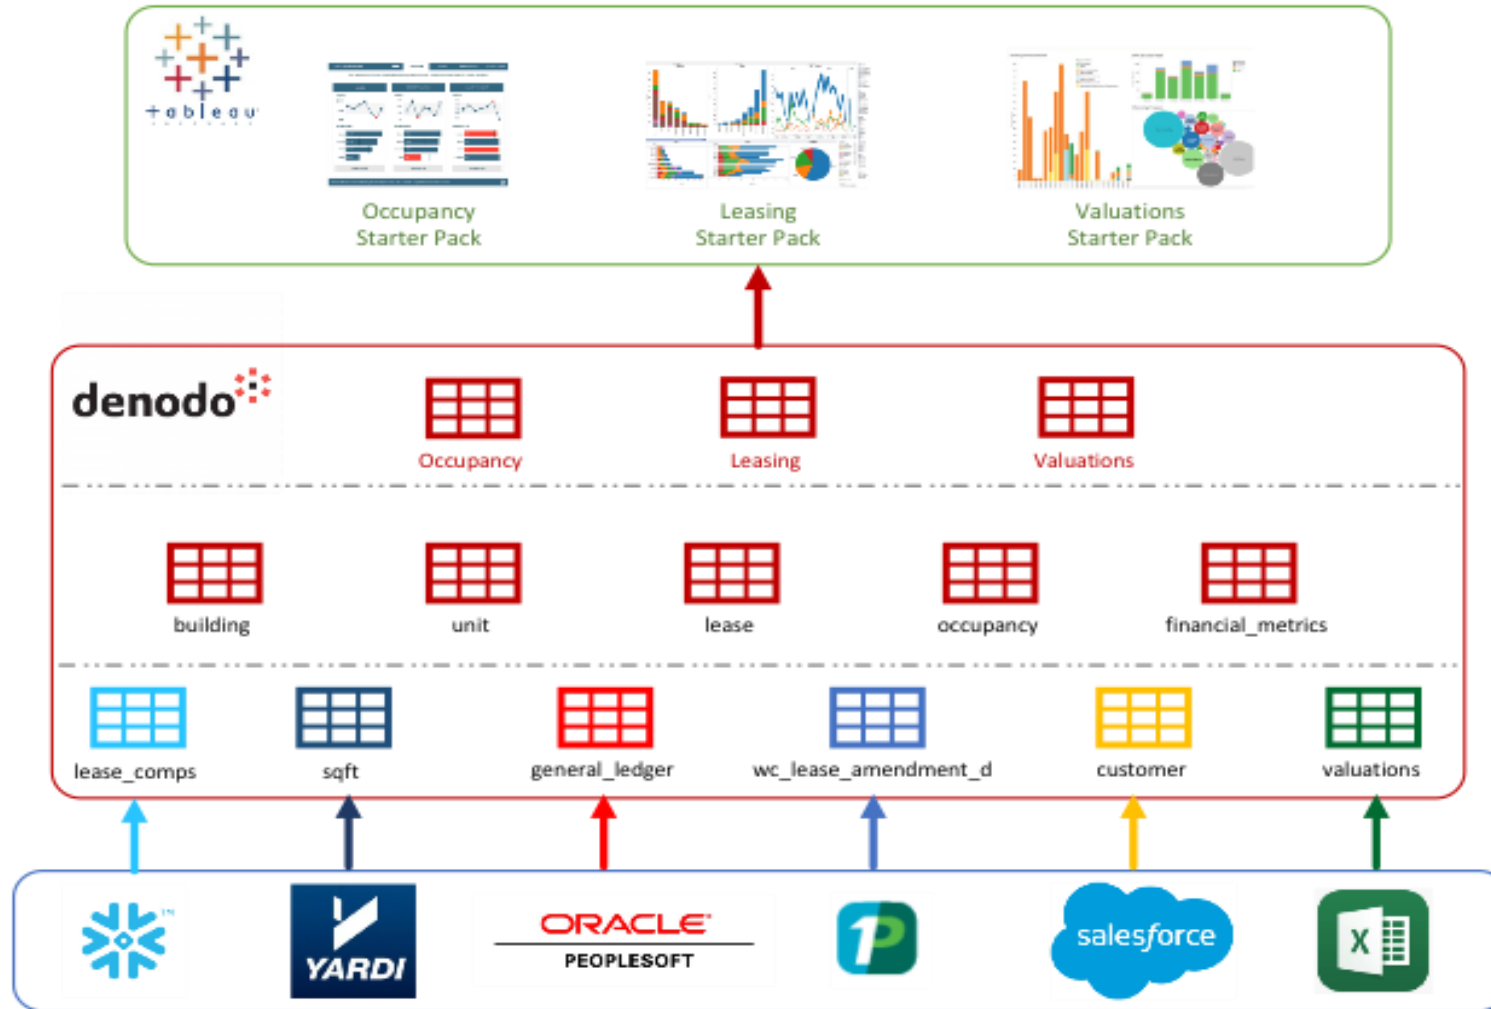 + a b l e a u
Occupancy
Starter Pack
Leasing
Starter Pack
Valuations
Starter Pack
denodo
Occupancy
Leasing
Valuations
building
unit
lease
occupancy
financial_metrics
lease_comps
sqft
general_ledger
wc_lease_amendment_d
customer
valuations
TM
YARDI
ORACLE
PEOPLESOFT
P
salesforce
X